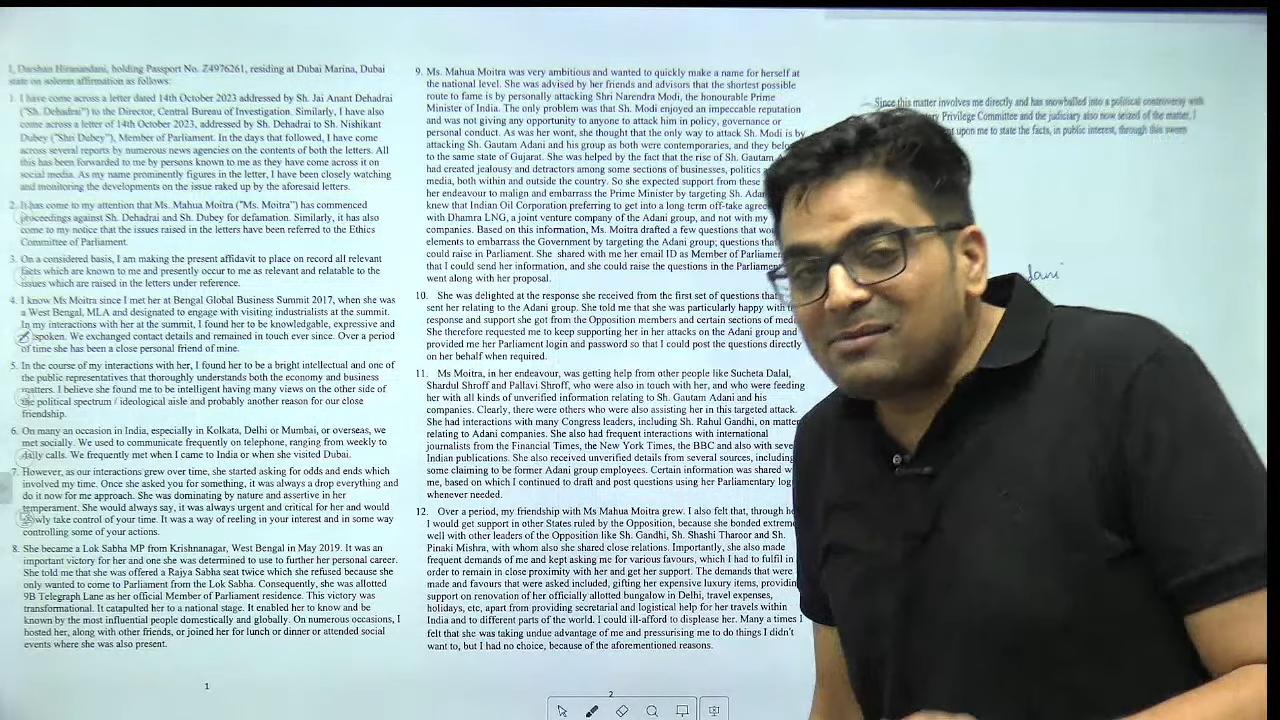 I, Darshan Hiranandani, holding Passport No. Z4976261, residing at Dubai Marina, Dubai
state on solemn affirmation as follows:
1. I have come across a letter dated 14th October 2023 addressed by Sh. Jai Anant Dehadrai
("Sh. Dehadrai") to the Director, Central Bureau of Investigation. Similarly, I have also
come across a letter of 14th October 2023, addressed by Sh. Dehadrai to Sh. Nishikant
Dubey ("Shri Dubey"), Member of Parliament. In the days that followed, I have come
across several reports by numerous news agencies on the contents of both the letters. All
this has been forwarded to me by persons known to me as they have come across it on
social media. As my name prominently figures in the letter, I have been closely watching
and monitoring the developments on the issue raked up by the aforesaid letters.
2. It has come to my attention that Ms. Mahua Moitra ("Ms. Moitra") has commenced
proceedings against Sh. Dehadrai and Sh. Dubey for defamation. Similarly, it has also
come to my notice that the issues raised in the letters have been referred to the Ethics
Committee of Parliament.
3. On a considered basis, I am making the present affidavit to place on record all relevant
facts which are known to me and presently occur to me as relevant and relatable to the
issues which are raised in the letters under reference.
4. I know Ms Moitra since I met her at Bengal Global Business Summit 2017, when she was
a West Bengal, MLA and designated to engage with visiting industrialists at the summit.
In my interactions with her at the summit, I found her to be knowledgable, expressive and
spoken. We exchanged contact details and remained in touch ever since. Over a period
of time she has been a close personal friend of mine.
5. In the course of my interactions with her, I found her to be a bright intellectual and one of
the public representatives that thoroughly understands both the economy and business
matters. I believe she found me to be intelligent having many views on the other side of
the political spectrum / ideological aisle and probably another reason for our close
friendship.
6. On many an occasion in India, especially in Kolkata, Delhi or Mumbai, or overseas, we
met socially. We used to communicate frequently on telephone, ranging from weekly to
daily calls. We frequently met when I came to India or when she visited Dubai.
7. However, as our interactions grew over time, she started asking for odds and ends which
involved my time. Once she asked you for something, it was always a drop everything and
do it now for me approach. She was dominating by nature and assertive in her
temperament. She would always say, it was always urgent and critical for her and would
slowly take control of your time. It was a way of reeling in your interest and in some way
controlling some of your actions.
8. She became a Lok Sabha MP from Krishnanagar, West Bengal in May 2019. It was an
important victory for her and one she was determined to use to further her personal career.
She told me that she was offered a Rajya Sabha seat twice which she refused because she
only wanted to come to Parliament from the Lok Sabha. Consequently, she was allotted
9B Telegraph Lane as her official Member of Parliament residence. This victory was
transformational. It catapulted her to a national stage. It enabled her to know and be
known by the most influential people domestically and globally. On numerous occasions, I
hosted her, along with other friends, or joined her for lunch or dinner or attended social
events where she was also present.
1
9. Ms. Mahua Moitra was very ambitious and wanted to quickly make a name for herself at
the national level. She was advised by her friends and advisors that the shortest possible
route to fame is by personally attacking Shri Narendra Modi, the honourable Prime
Minister of India. The only problem was that Sh. Modi enjoyed an impeccable reputation
and was not giving any opportunity to anyone to attack him in policy, governance or
personal conduct. As was her wont, she thought that the only way to attack Sh. Modi is by
attacking Sh. Gautam Adani and his group as both were contemporaries, and they
to the same state of Gujarat. She was helped by the fact that the rise of Sh. Gautam
had created jealousy and detractors among some sections of businesses, politics
media, both within and outside the country. So she expected support from these
her endeavour to malign and embarrass the Prime Minister by targeting Sh.
knew that Indian Oil Corporation preferring to get into a long term off-take
with Dhamra LNG, a joint venture company of the Adani group, and not with my
companies. Based on this information, Ms. Moitra drafted a few questions that
elements to embarrass the Government by targeting the Adani group; questions that
could raise in Parliament. She shared with me her email ID as Member of
that I could send her information, and she could raise the questions in the
went along with her proposal.
10. She was delighted at the response she received from the first set of questions that
sent her relating to the Adani group. She told me that she was particularly happy with
response and support she got from the Opposition members and certain sections of
She therefore requested me to keep supporting her in her attacks on the Adani group and
provided me her Parliament login and password so that I could post the questions directly
on her behalf when required.
11. Ms Moitra, in her endeavour, was getting help from other people like Sucheta Dalal,
Shardul Shroff and Pallavi Shroff, who were also in touch with her, and who were feeding
her with all kinds of unverified information relating to Sh. Gautam Adani and his
companies. Clearly, there were others who were also assisting her in this targeted attack.
She had interactions with many Congress leaders, including Sh. Rahul Gandhi, on
relating to Adani companies. She also had frequent interactions with international
journalists from the Financial Times, the New York Times, the BBC and also with
Indian publications. She also received unverified details from several sources, including
some claiming to be former Adani group employees. Certain information was shared
me, based on which I continued to draft and post questions using her Parliamentary
whenever needed.
12. Over a period, my friendship with Ms Mahua Moitra grew. I also felt that, through
I would get support in other States ruled by the Opposition, because she bonded
well with other leaders of the Opposition like Sh. Gandhi, Sh. Shashi Tharoor and Sh.
Pinaki Mishra, with whom also she shared close relations. Importantly, she also made
frequent demands of me and kept asking me for various favours, which I had to fulfil in
order to remain in close proximity with her and get her support. The demands that were
made and favours that were asked included, gifting her expensive luxury items,
support on renovation of her officially allotted bungalow in Delhi, travel expenses,
holidays, etc, apart from providing secretarial and logistical help for her travels within
India and to different parts of the world. I could ill-afford to displease her. Many a times I
felt that she was taking undue advantage of me and pressurising me to do things I didn't
want to, but I had no choice, because of the aforementioned reasons.
2
Since this matter involves me directly and has snowballed into a political controversy with
Privilege Committee and the judiciary also now seized of the matter, I
upon me to state the facts, in public interest, through this sworn